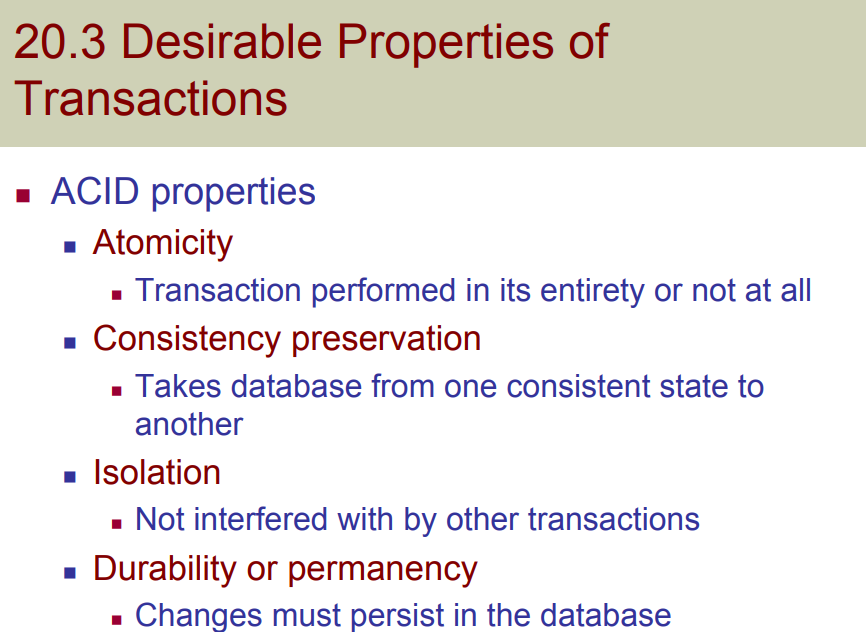 20.3 Desirable Properties of
Transactions
ACID properties
Atomicity
Transaction performed in its entirety or not at all
Consistency preservation
Takes database from one consistent state to
another
Isolation
Not interfered with by other transactions
Durability or permanency
Changes must persist in the database